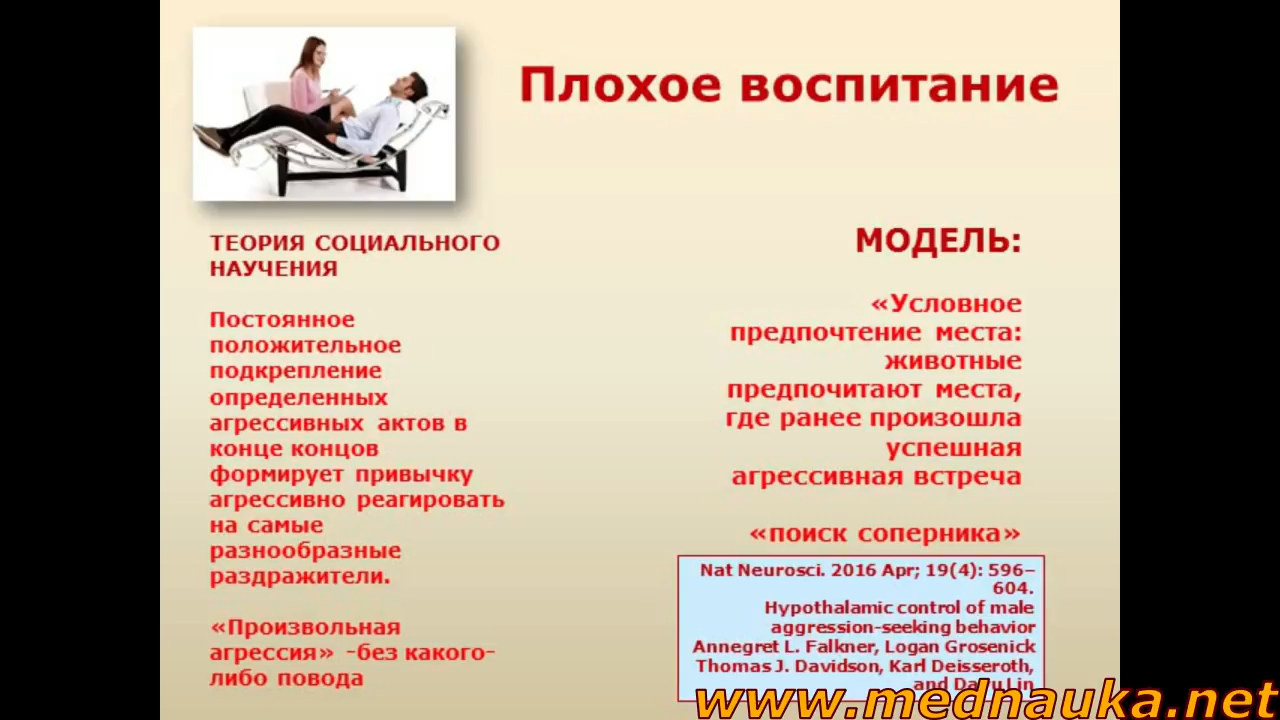 Плохое воспитание
ТЕОРИЯ СОЦИАЛЬНОГО
НАУЧЕНИЯ
Постоянное
положительное
подкрепление
определенных
агрессивных актов в
конце концов
формирует привычку
агрессивно реагировать
на самые
разнообразные
раздражители.
«Произвольная
агрессия» -без какого-
либо повода
МОДЕЛЬ:
«Условное
предпочтение места:
животные
предпочитают места,
где ранее произошла
успешная
агрессивная встреча
«поиск соперника»
Nat Neurosci. 2016 Apr; 19(4): 596–
604.
Hypothalamic control of male
aggression-seeking behavior
Annegret L. Falkner, Logan Grosenick
Thomas J. Davidson, Karl Deisseroth,
and Lin
www.mednauka.net